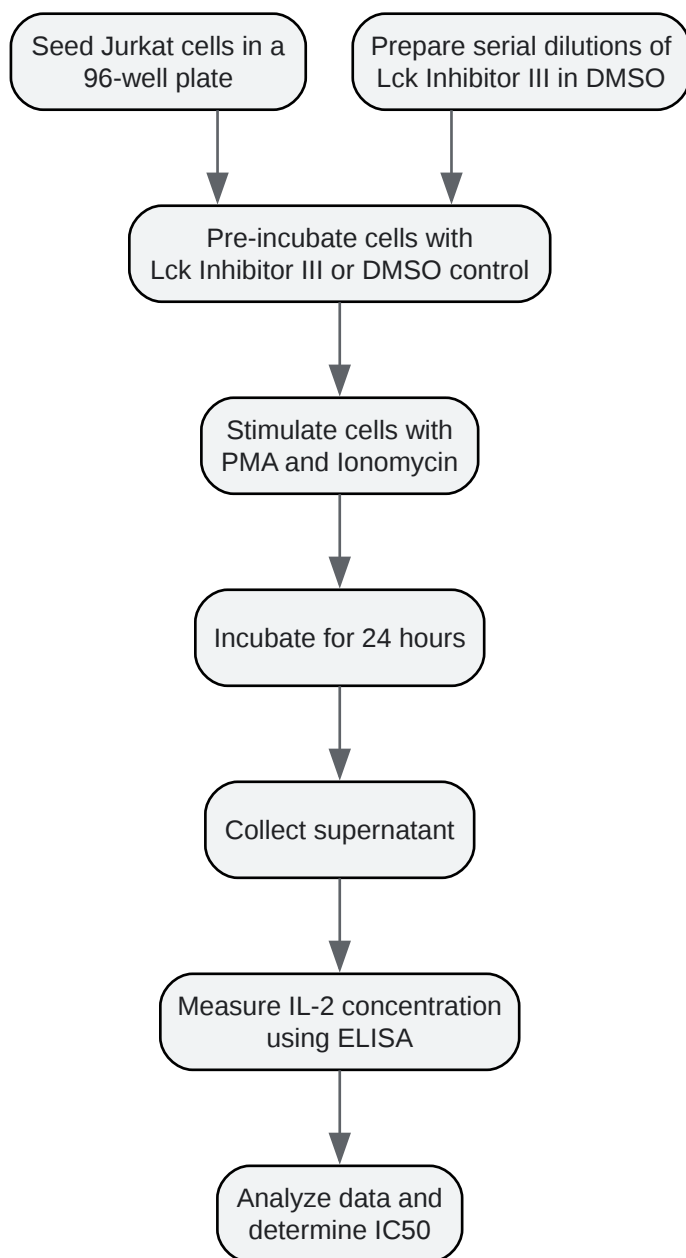 Seed Jurkat cells in a
96-well plate
Prepare serial dilutions of
Lck Inhibitor III in DMSO
Pre-incubate cells with
Lck Inhibitor III or DMSO control
Stimulate cells with
PMA and Ionomycin
Incubate for 24 hours
Collect supernatant
Measure IL-2 concentration
using ELISA
Analyze data and
determine IC50